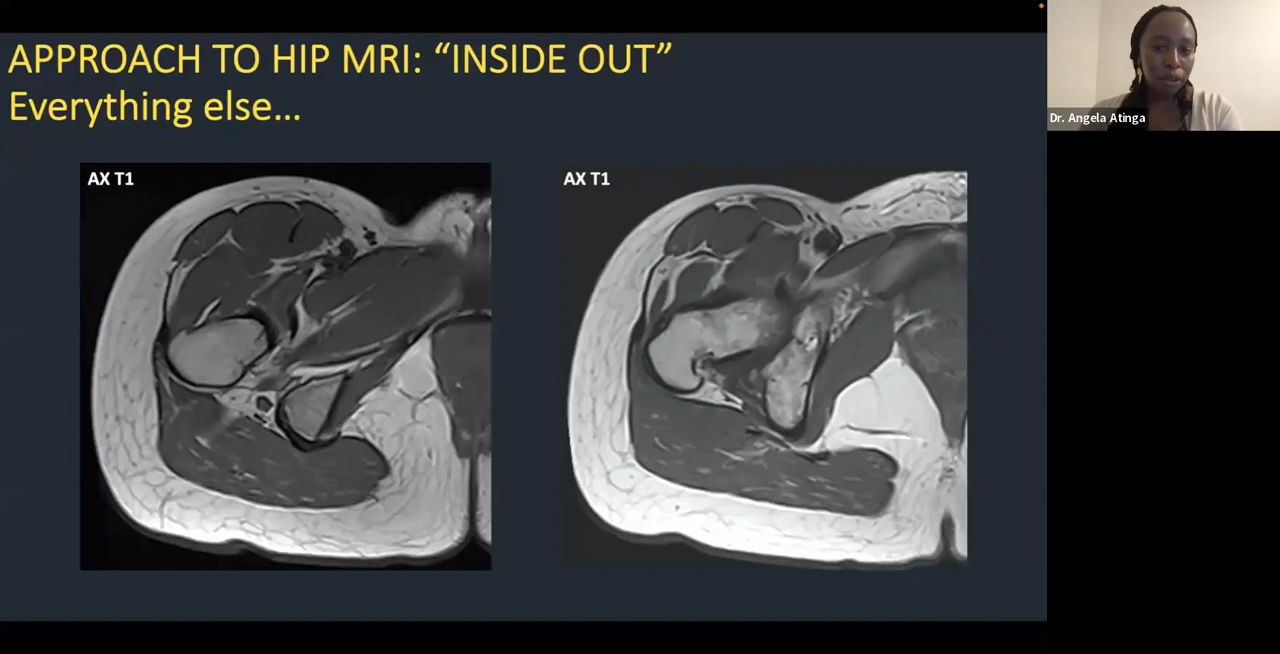 APPROACH TO HIP MRI: “INSIDE OUT”
Everything else...
AX T1
AX T1
Dr. Angela Atinga